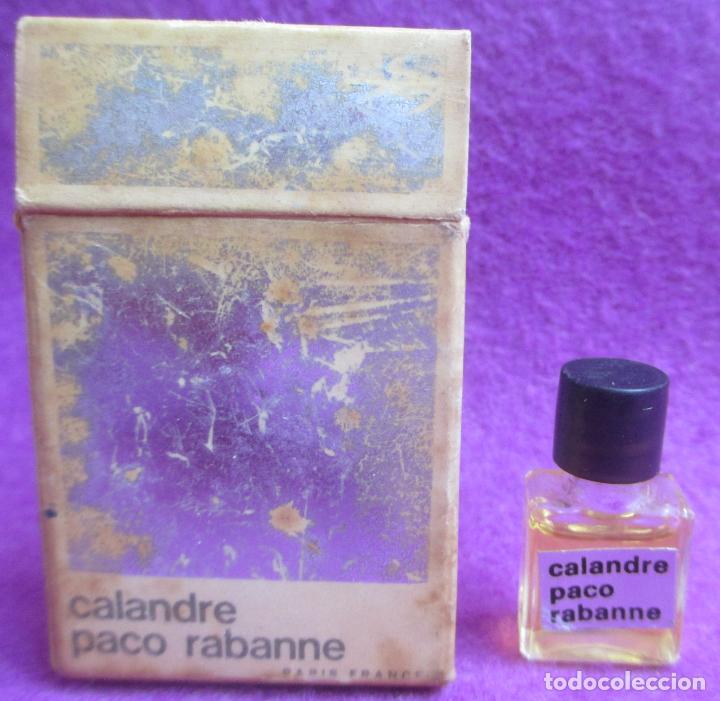 calandre
paco rabanne
PARIS FRANCE
calandre
paco
rabanne
todocoleccion